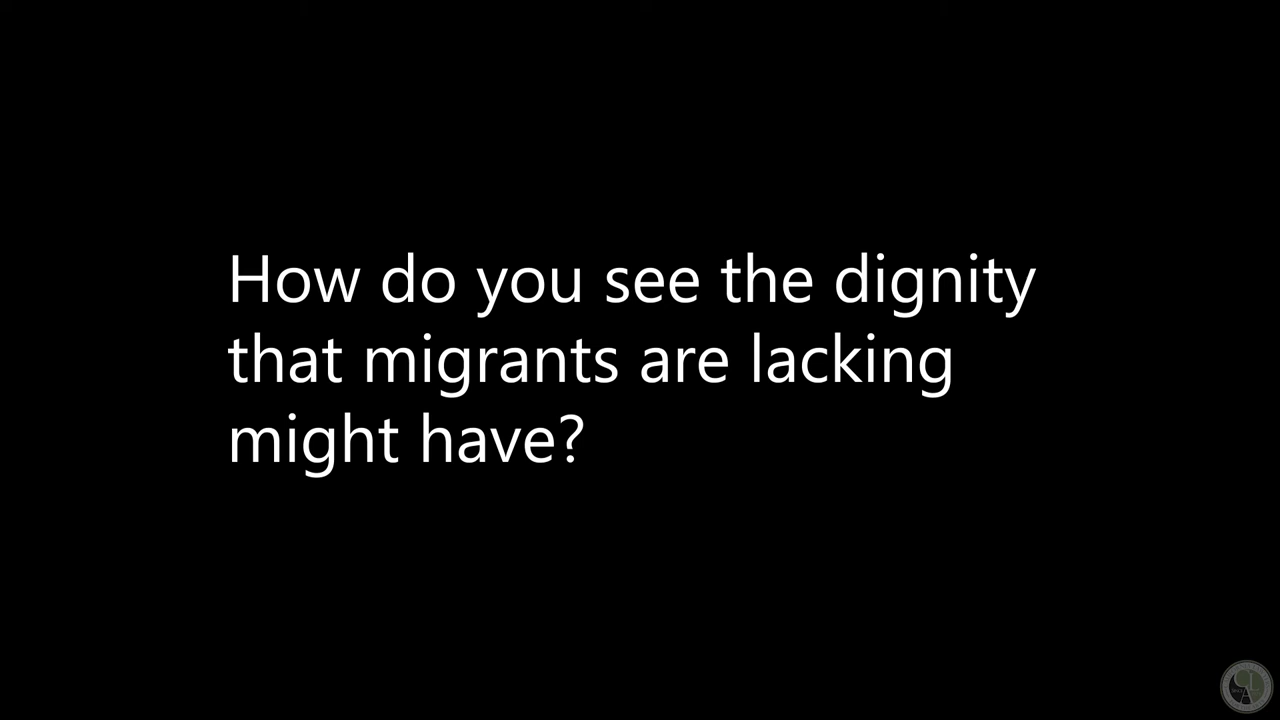 How do you see the dignity
that migrants are lacking
might have?